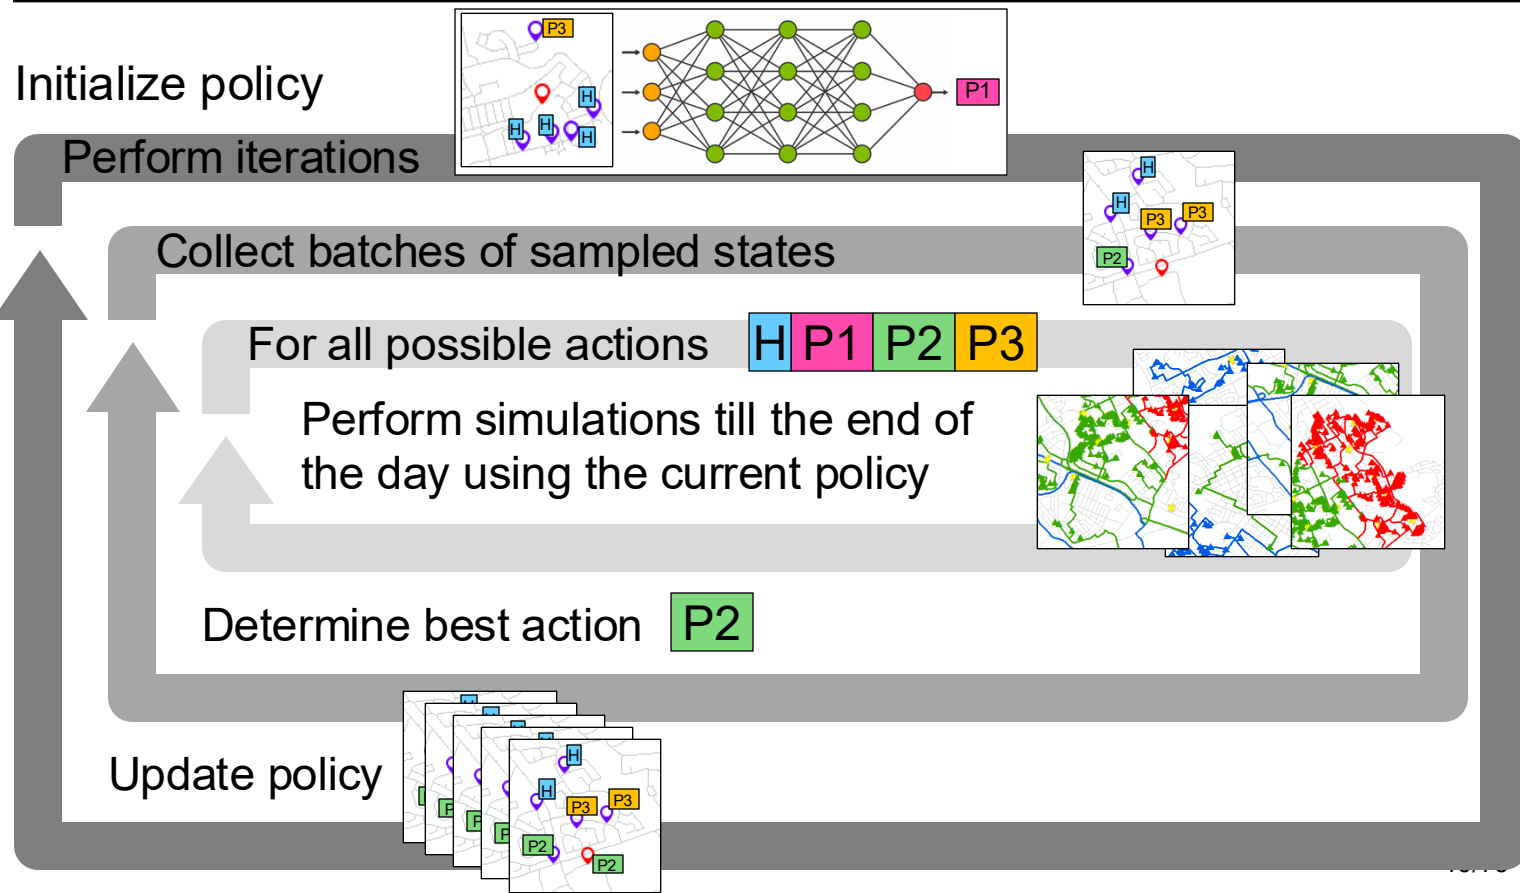 Initialize policy
P3
H
H
H
H
P1
Perform iterations
H
H
P3
P3
P2
Collect batches of sampled states
For all possible actions
H P1 P2 P3
Perform simulations till the end of
the day using the current policy
Determine best action P2
Update policy
H
H
P3
P3
P2
P2